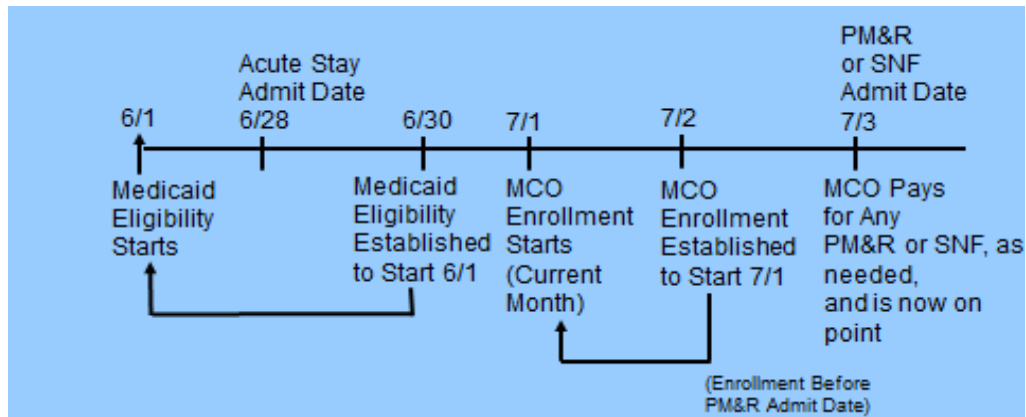 Acute Stay
Admit Date
PM&R
or SNF
Admit Date
6/1
6/28
6/30
7/1
7/2
7/3
Medicaid
Eligibility
Starts
Medicaid
Eligibility
Established
to Start 6/1
MCO
Enrollment
Starts
(Current
Month)
MCO
Enrollment
Established
to Start 7/1
MCO Pays
for Any
PM&R or SNF, as
needed,
and is now on
point
(Enrollment Before
PM&R Admit Date)